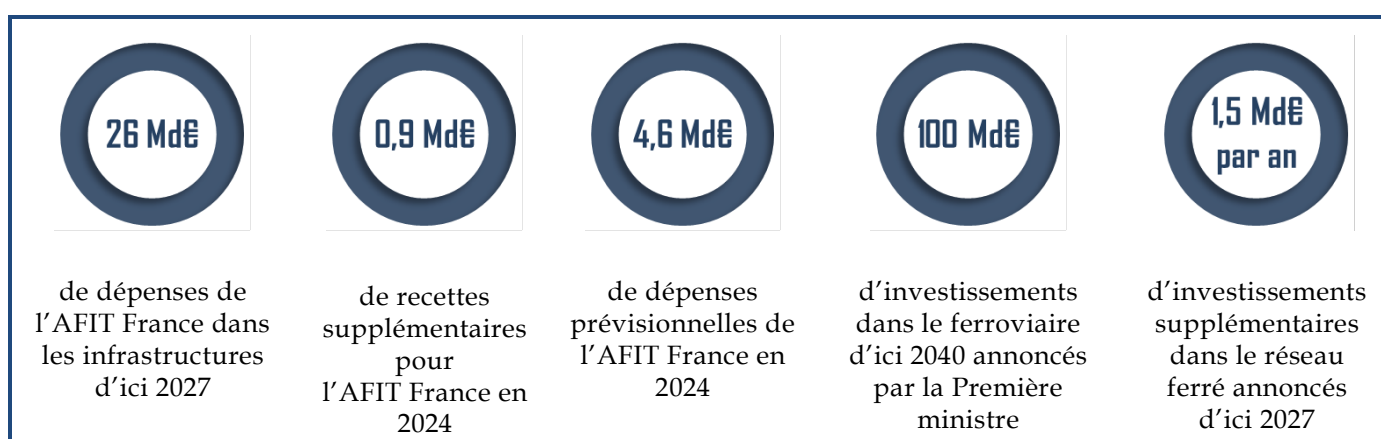 26 Md€
de dépenses de
l’AFIT France dans
les infrastructures
d’ici 2027
0,9 Md€
de recettes
supplémentaires
pour
l’AFIT France en
2024
4,6 Md€
de dépenses
prévisionnelles de
l’AFIT France en
2024
100 Md€
d’investissements
dans le ferroviaire
d’ici 2040 annoncés
par la Première
ministre
1,5 Md€
par an
d’investissements
supplémentaires
dans le réseau
ferré annoncés
d’ici 2027